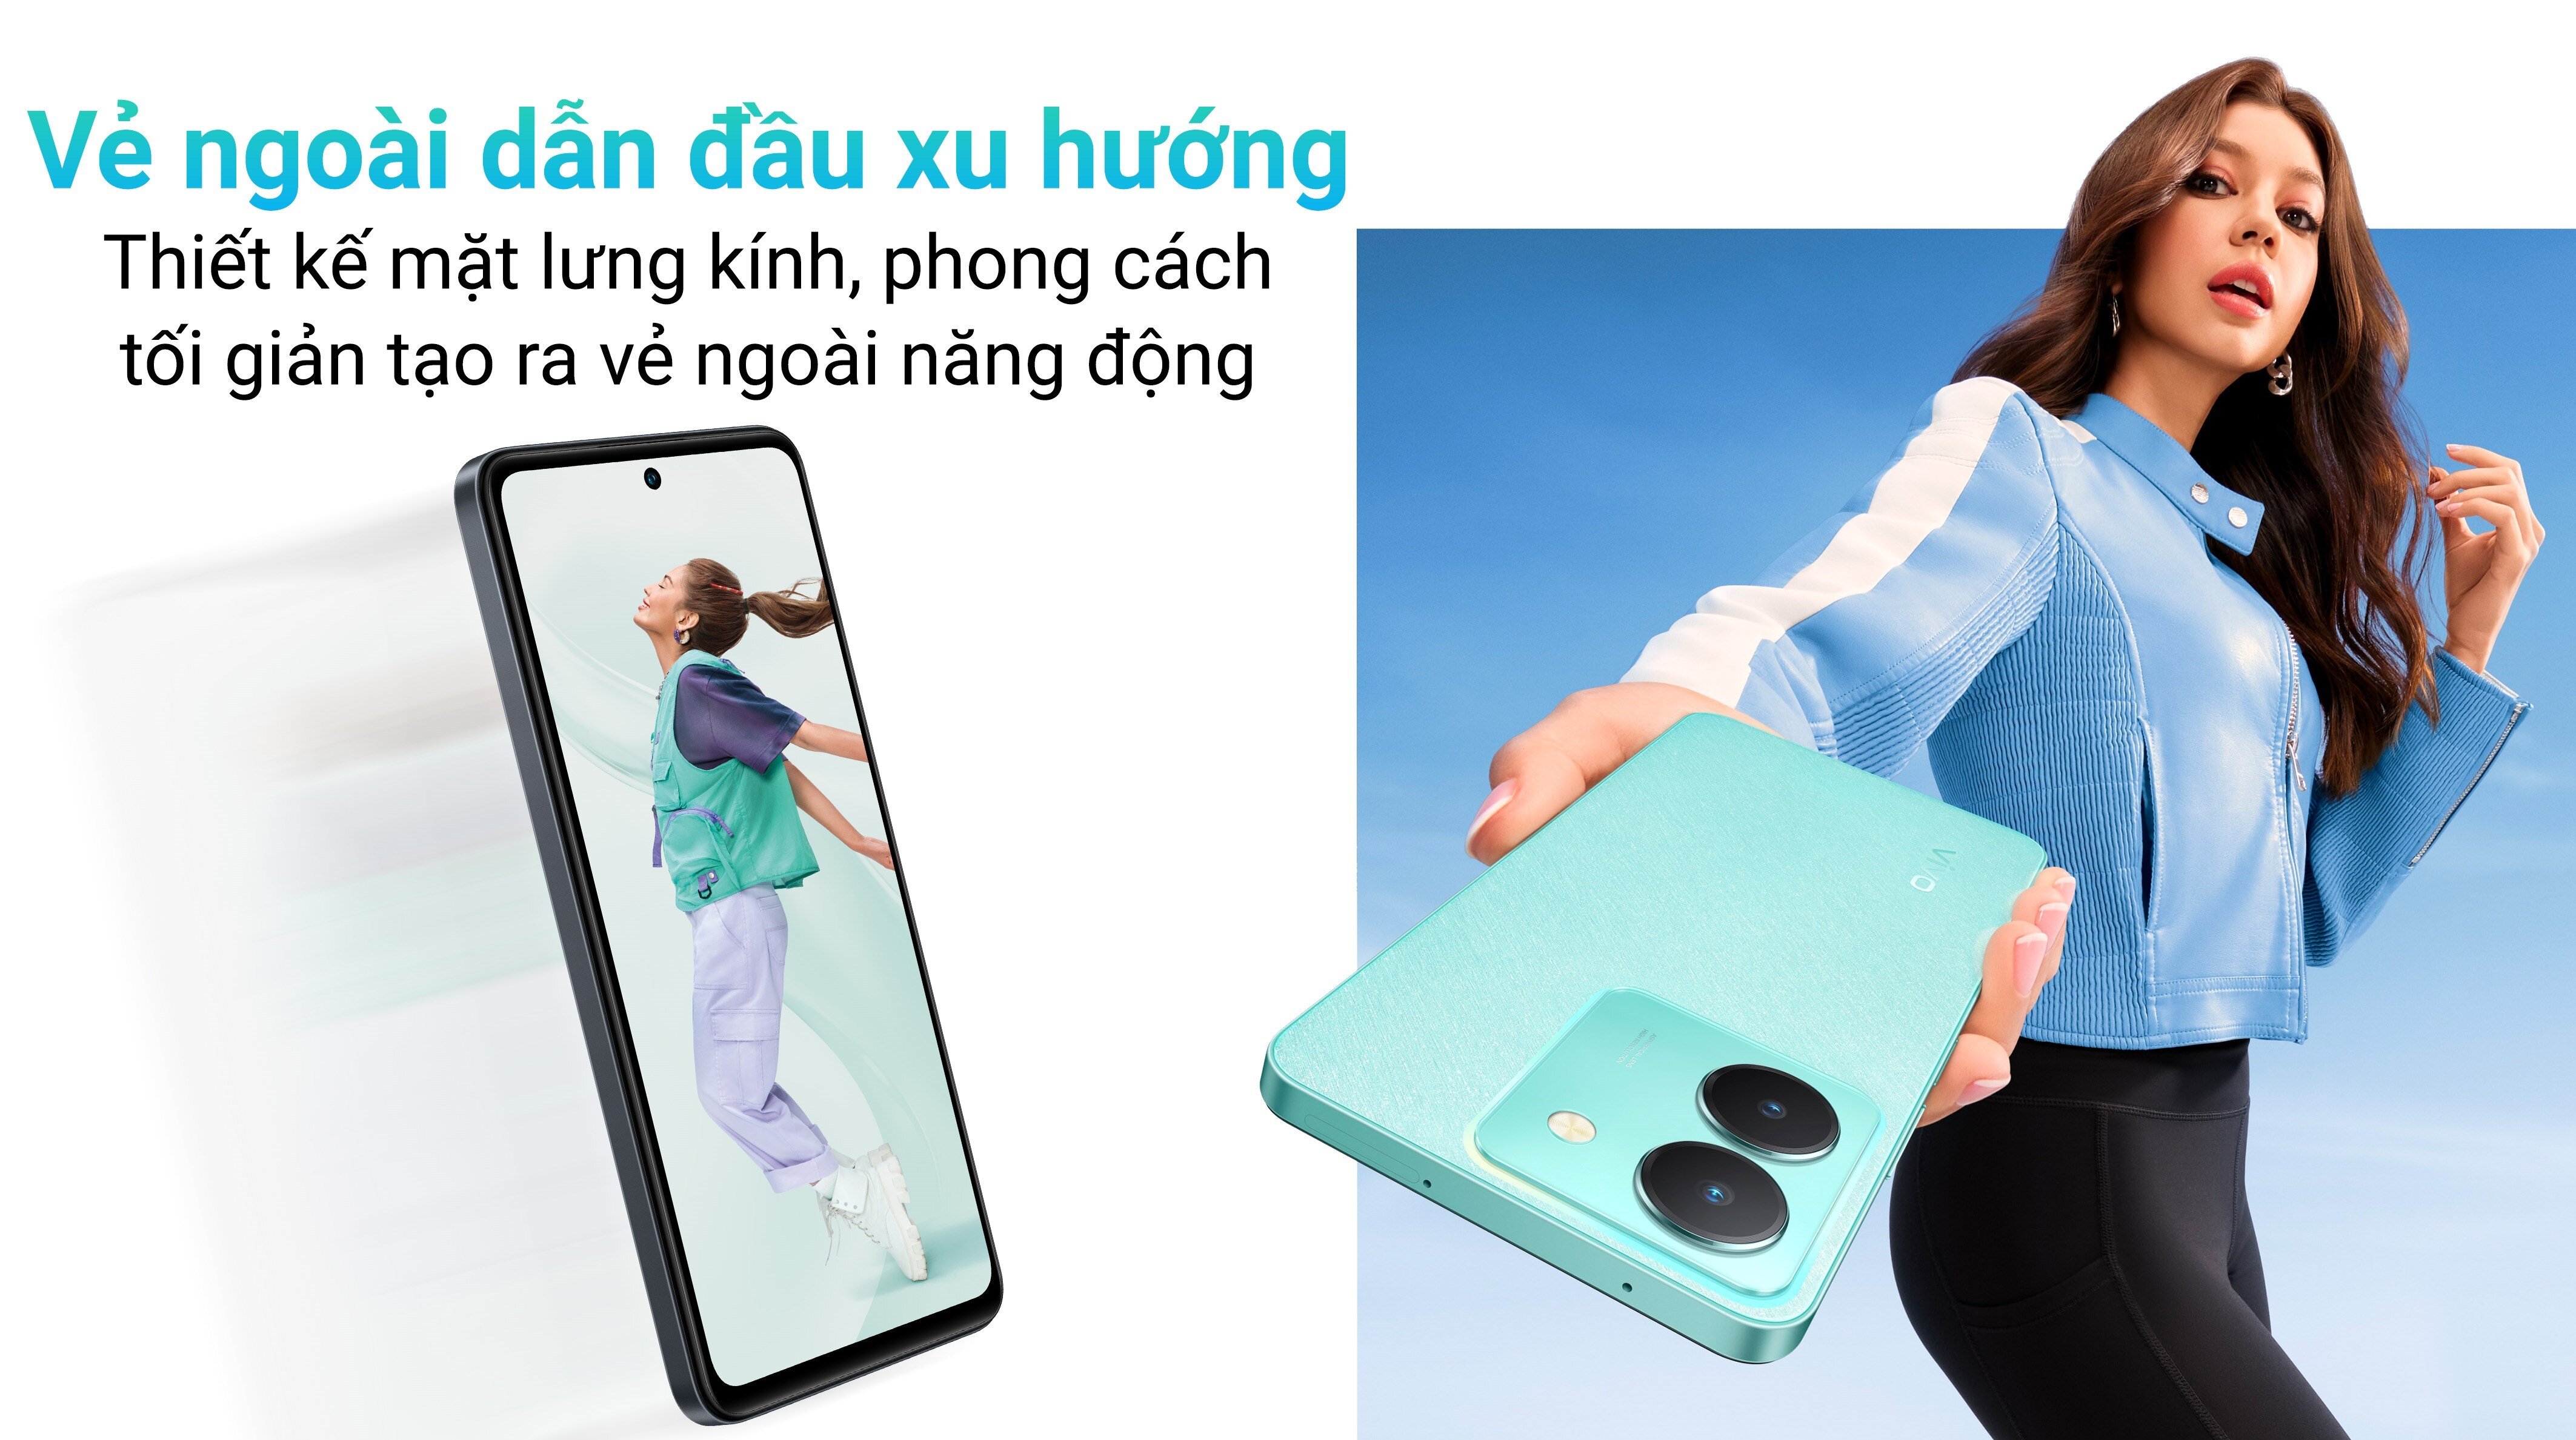 Vẻ ngoài dẫn đầu xu hướng
Thiết kế mặt lưng kính, phong cách
tối giản tạo ra vẻ ngoài năng động
vivo